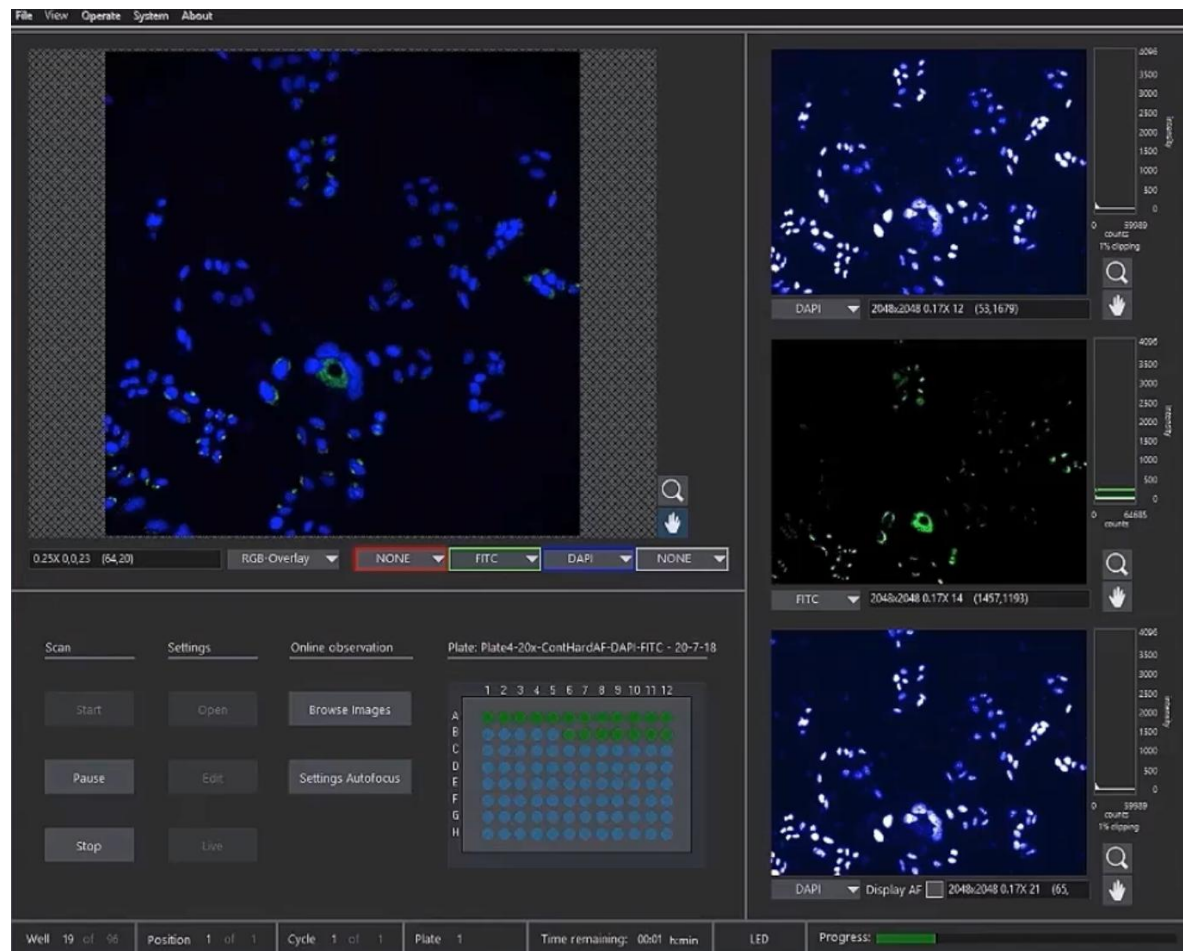 File View Operate System About
4096
3500
3000
2500
2000
1500
1000
500
0
Intensity
0 59989
counts
1% clipping
DAPI 2048x2048 0.17X 12 (53,1679)
4096
3500
3000
2500
2000
1500
1000
500
0
Intensity
0 64685
counts
FITC 2048x2048 0.17X 14 (1457,1193)
0.25X 0,0,23 (64,20) RGB-Overlay NONE FITC DAPI NONE
4096
3500
3000
2500
2000
1500
1000
500
0
Intensity
0 59989
counts
1% clipping
DAPI Display AF 2048x2048 0.17X 21 (65,
Scan Settings Online observation Plate: Plate4-20x-ContHardAF-DAPI-FITC - 20-7-18
Start Open Browse Images
Pause Edit Settings Autofocus
Stop Live
1 2 3 4 5 6 7 8 9 10 11 12
A
B
C
D
E
F
G
H
Well 19 of 96 Position 1 of 1 Cycle 1 of 1 Plate 1 Time remaining: 00:01 h:min LED Progress: